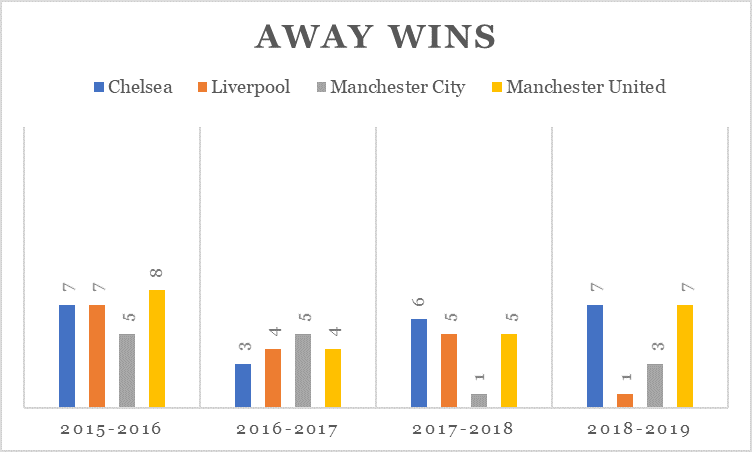 AWAY WINS
Chelsea Liverpool Manchester City Manchester United
7 7 5 8 3 4 5 4 6 5 1 5 7 1 3 7
2015-2016 2016-2017 2017-2018 2018-2019